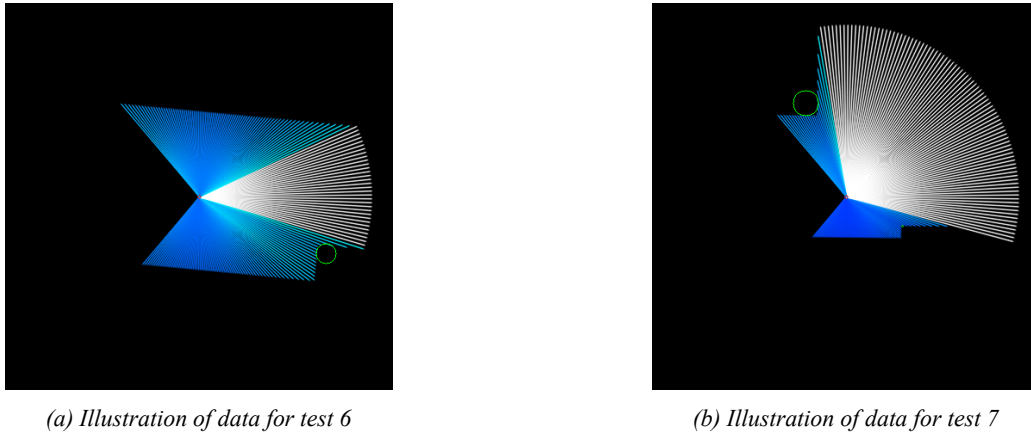 (a) Illustration of data for test 6
(b) Illustration of data for test 7